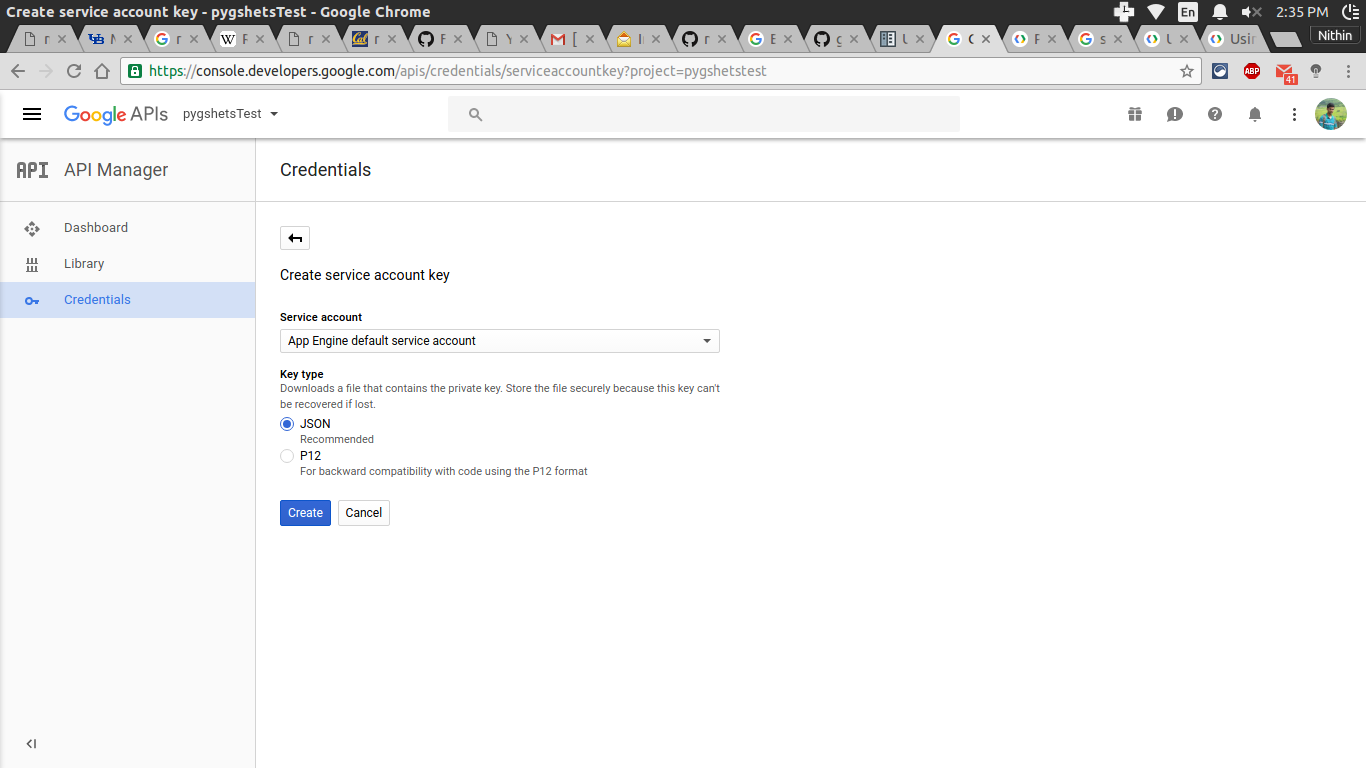 Create service account key - pygshetsTest - Google Chrome
En
2:35 PM
Nithin
https://console.developers.google.com/apis/credentials/serviceaccountkey?project=pygshetstest
ABP
41
Google APIs
pygshetsTest
API
API Manager
Credentials
Dashboard
Library
Credentials
Create service account key
Service account
App Engine default service account
Key type
Downloads a file that contains the private key. Store the file securely because this key can't
be recovered if lost.
JSON
Recommended
P12
For backward compatibility with code using the P12 format
Create
Cancel